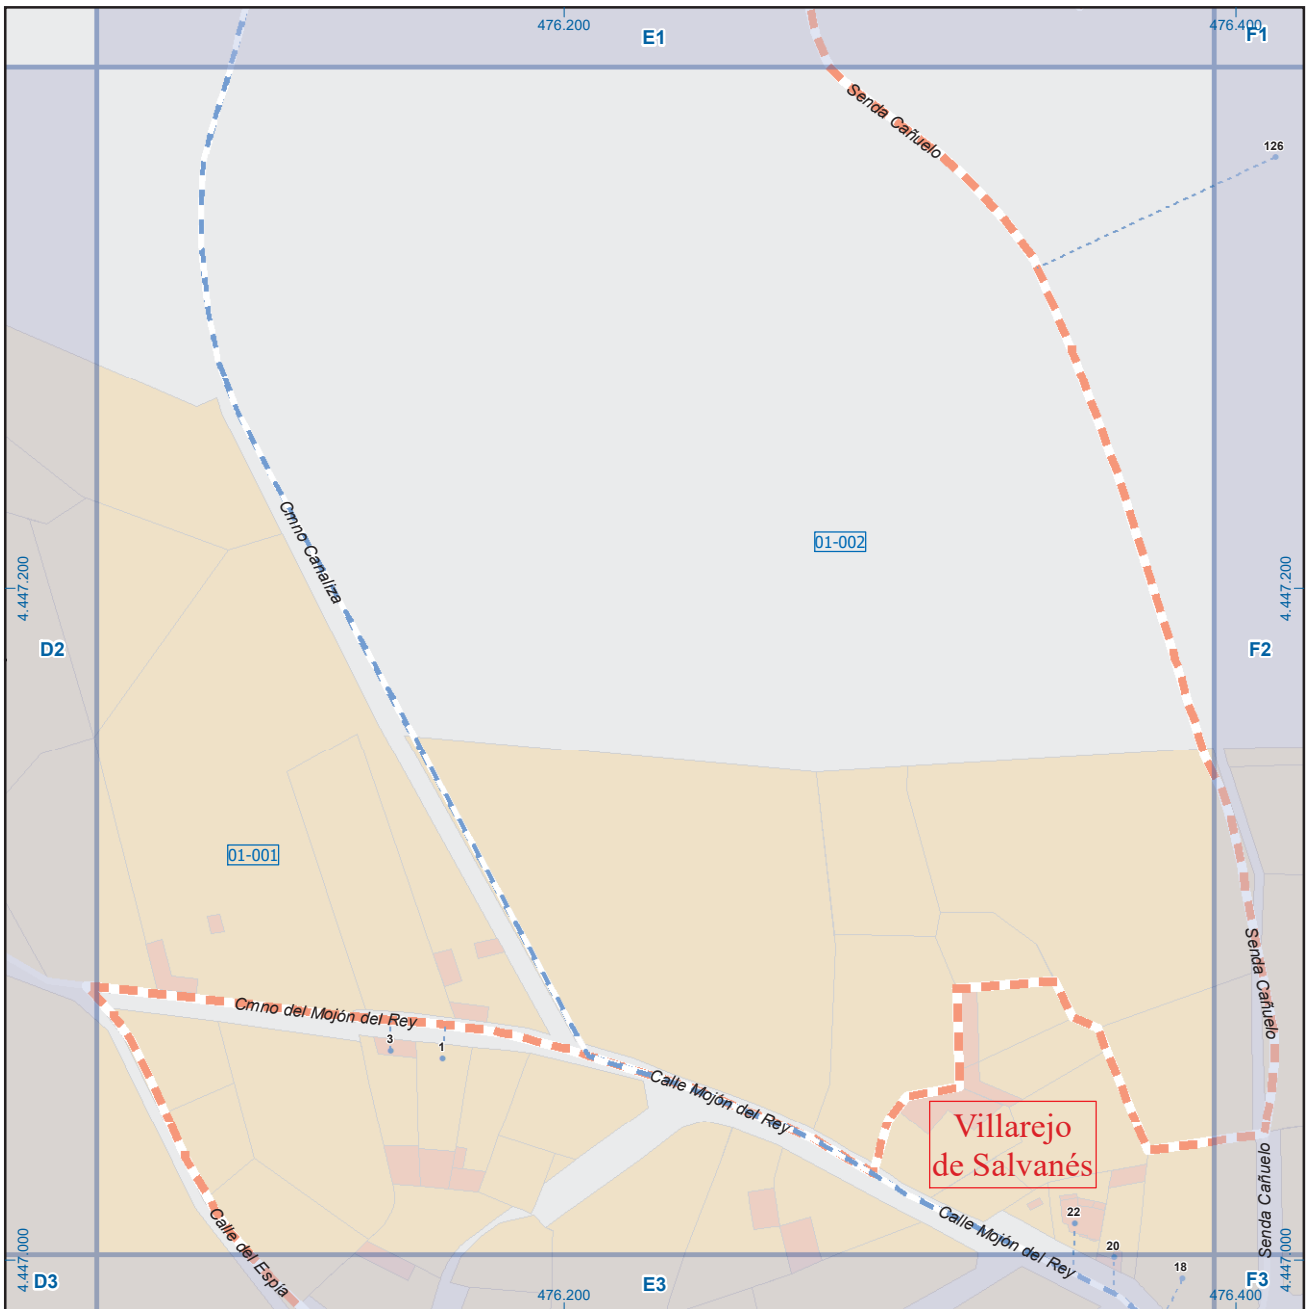 476.200
476.400
E1
F1
Senda Cañuelo
126
Cmno Canaliza
01-002
4.447.200
4.447.200
D2
F2
01-001
Senda Cañuelo
Cmno del Mojón del Rey
3
1
Calle Mojón del Rey
Villarejo
de Salvanés
Senda Cañuelo
Calle del Espía
22
Calle Mojón del Rey
20
18
4.447.000
4.447.000
D3
E3
F3
476.200
476.400